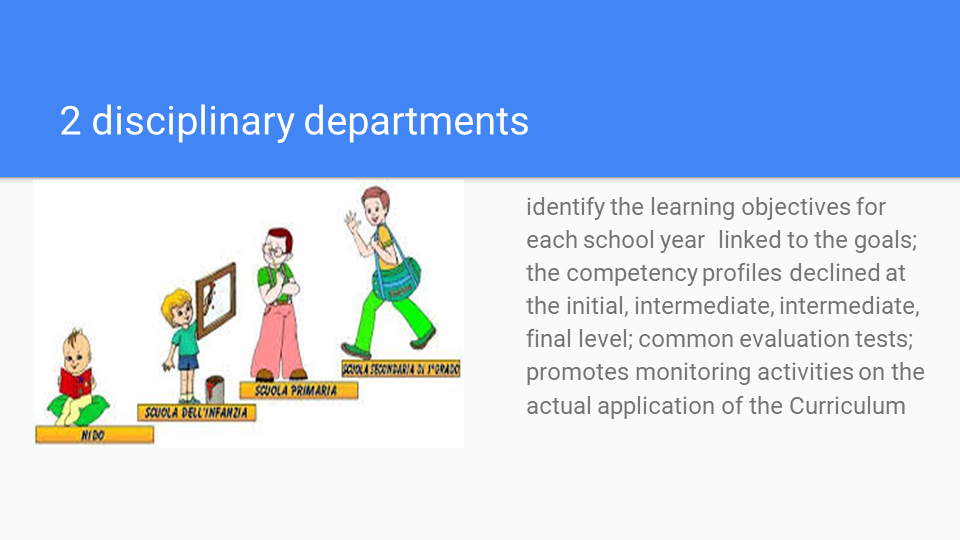 2 disciplinary departments
identify the learning objectives for
each school year linked to the goals;
the competency profiles declined at
the initial, intermediate, intermediate,
final level; common evaluation tests;
promotes monitoring activities on the
actual application of the Curriculum
SCUOLA SECONDARIA DI 1°GRADO
SCUOLA PRIMARIA
SCUOLA DELL'INFANZIA
NIDO